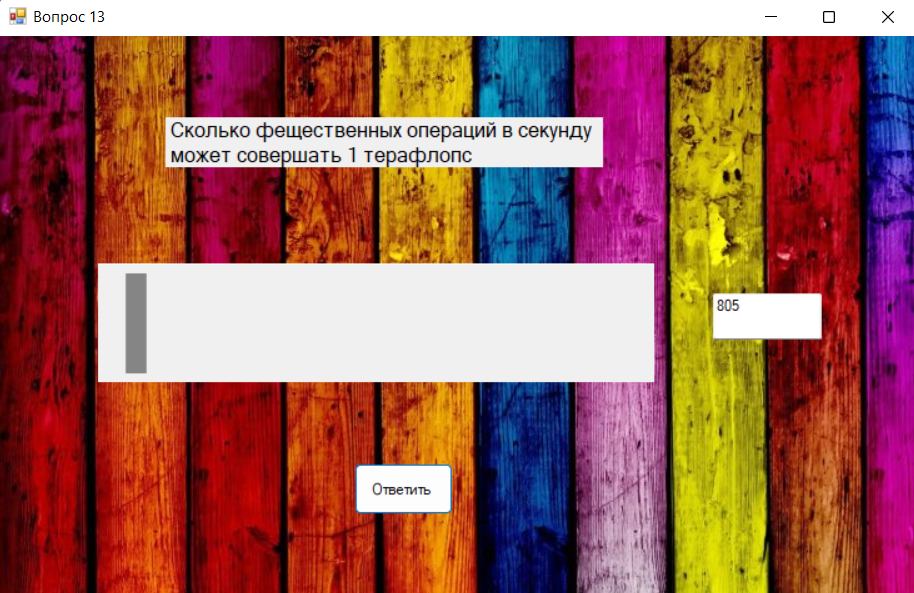 Вопрос 13
Сколько фещественных операций в секунду
может совершать 1 терафлопс
805
Ответить